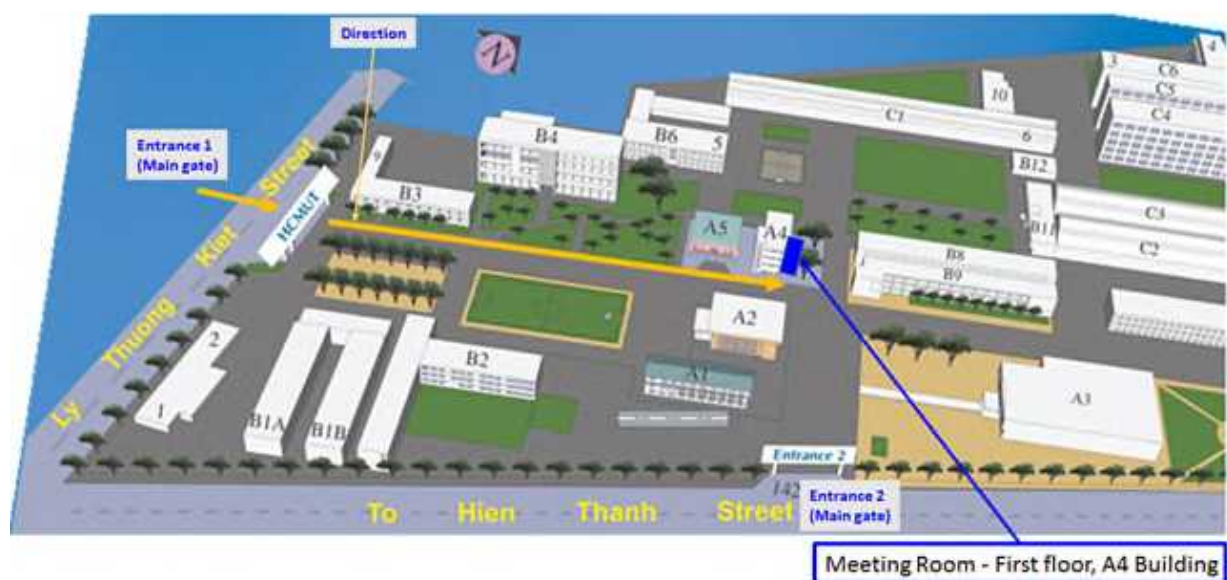 Direction
N
Entrance 1
(Main gate)
HCMUT
Ly Thuong Kiet Street
9
B3
B4
B6
5
C1
6
10
3
4
C6
C5
C4
B12
B11
C3
C2
A5
A4
1
B8
B9
A2
A1
A3
2
1
B1A
B1B
B2
Entrance 2
142
Entrance 2
(Main gate)
To Hien Thanh Street
Meeting Room - First floor, A4 Building